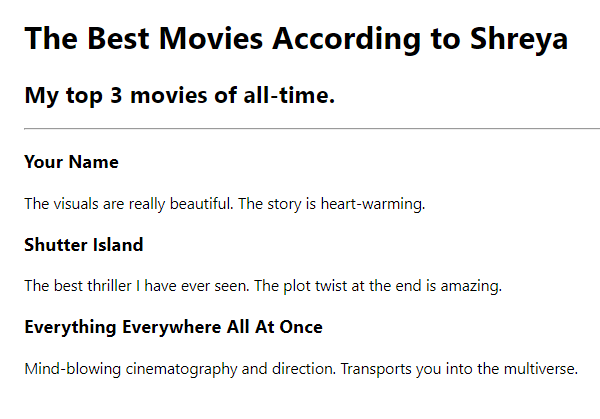 The Best Movies According to Shreya
My top 3 movies of all-time.
Your Name
The visuals are really beautiful. The story is heart-warming.
Shutter Island
The best thriller I have ever seen. The plot twist at the end is amazing.
Everything Everywhere All At Once
Mind-blowing cinematography and direction. Transports you into the multiverse.